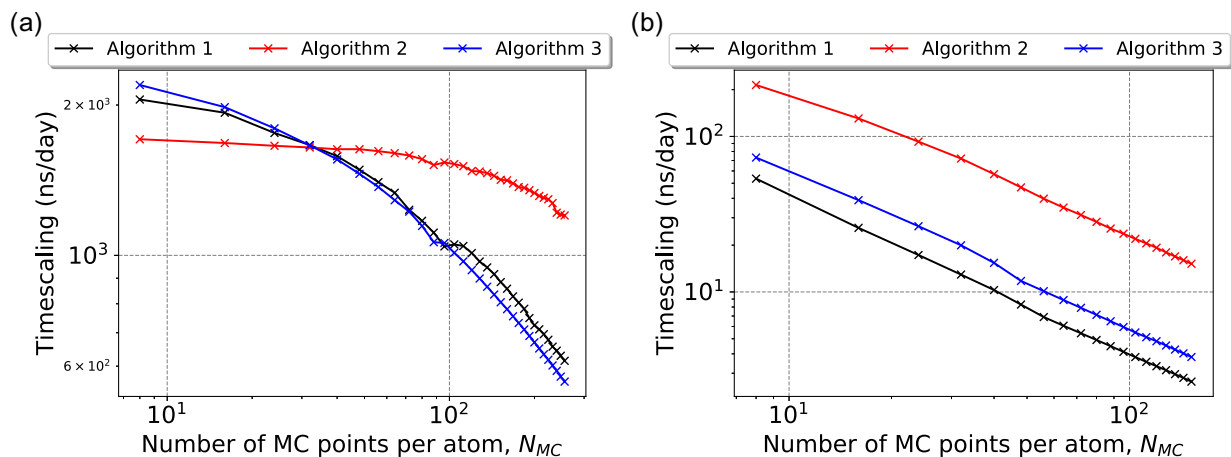 (a)
Algorithm 1 Algorithm 2 Algorithm 3
Timescaling (ns/day)
2 × 10³
10³
6 × 10²
10¹ 10²
Number of MC points per atom, N_MC
(b)
Algorithm 1 Algorithm 2 Algorithm 3
Timescaling (ns/day)
10²
10¹
10¹ 10²
Number of MC points per atom, N_MC